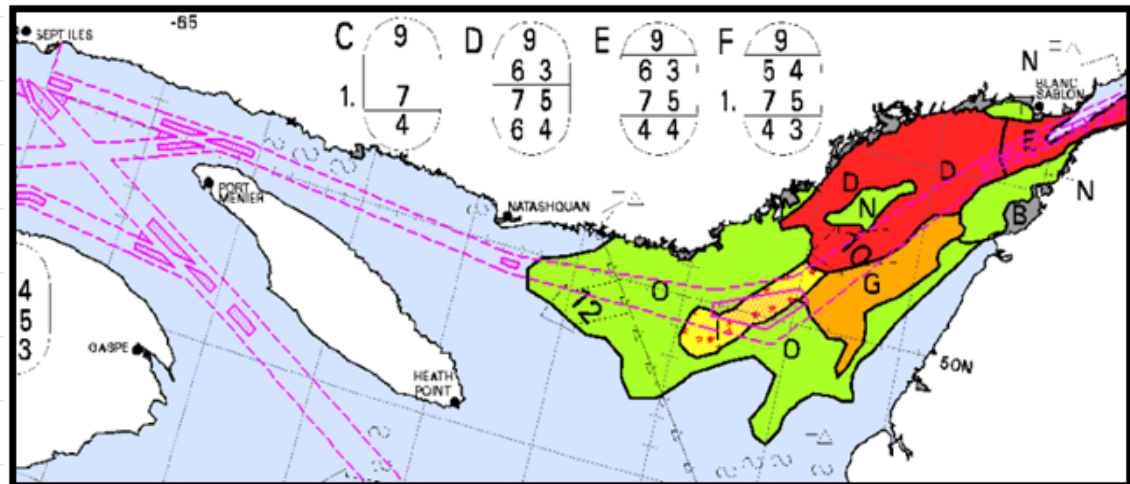 -65
SEPT ILES
C
9
1. 7
4
D
9
6 3
7 5
6 4
E
9
6 3
7 5
4 4
F
9
5 4
1. 7 5
4 3
N
BLANC
SABLON
PORT
MENIER
NATASHQUAN
D
D
E
N
N
B
O
G
12
I
O
4
5
3
GASPE
HEATH
POINT
50N